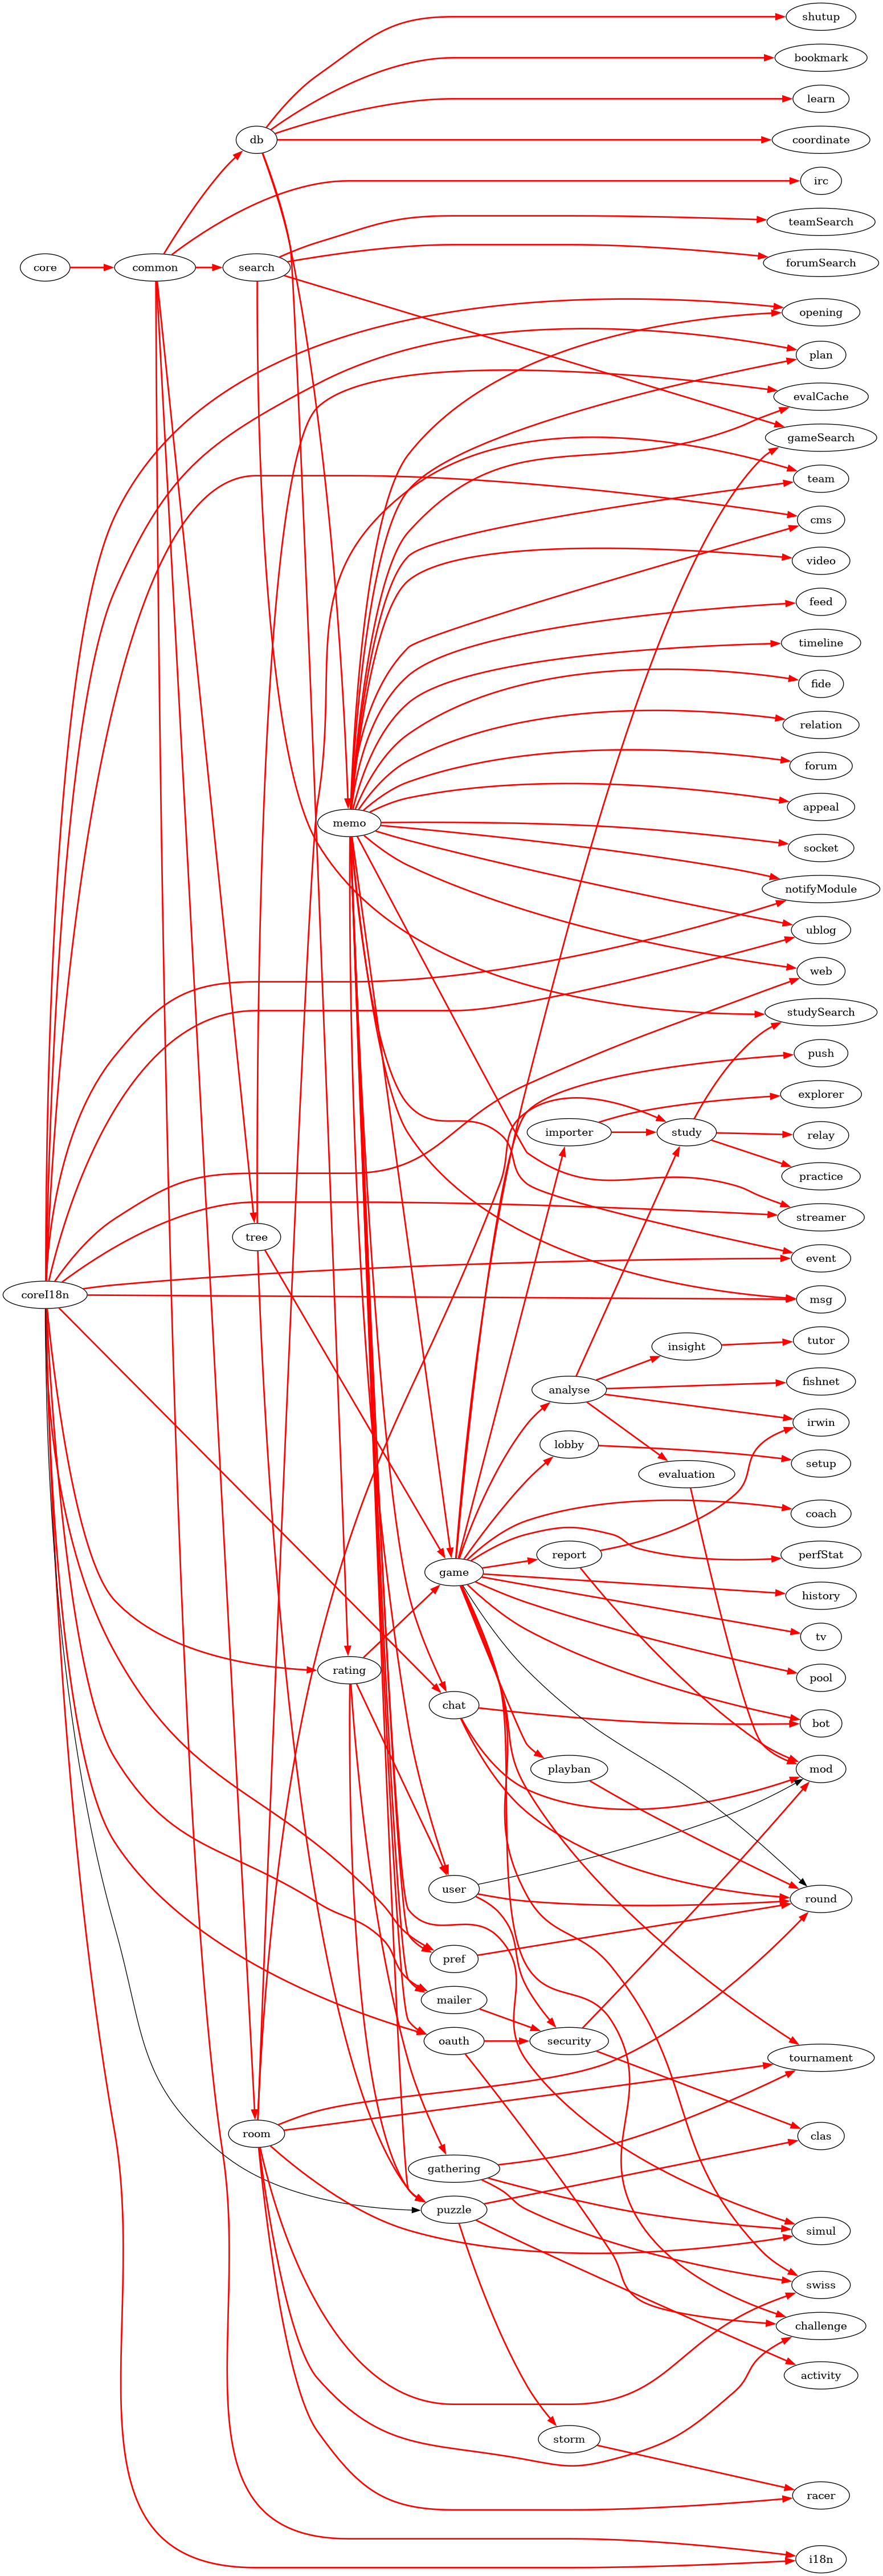 shutup
bookmark
learn
db
coordinate
irc
teamSearch
core
common
search
forumSearch
opening
plan
evalCache
gameSearch
team
cms
video
feed
timeline
fide
relation
forum
appeal
memo
socket
notifyModule
ublog
web
studySearch
push
explorer
importer
study
relay
practice
streamer
tree
event
coreI18n
msg
insight
tutor
analyse
fishnet
irwin
lobby
setup
evaluation
coach
report
perfStat
game
history
tv
rating
pool
chat
bot
playban
mod
user
round
pref
mailer
oauth
security
tournament
room
clas
gathering
puzzle
simul
swiss
challenge
activity
storm
racer
i18n